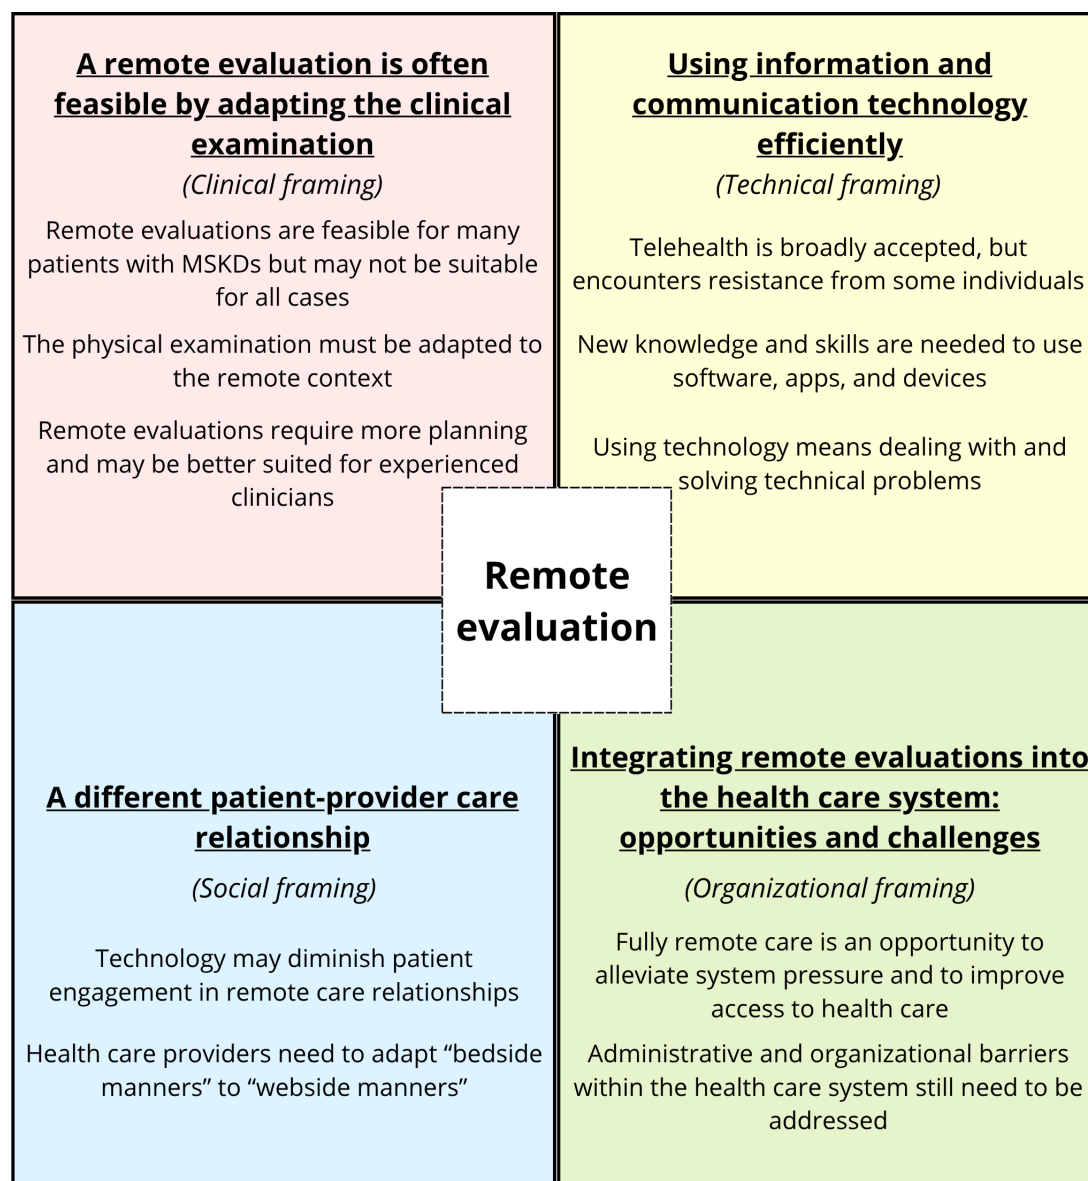 A remote evaluation is often
feasible by adapting the clinical
examination
(Clinical framing)
Remote evaluations are feasible for many
patients with MSKDs but may not be suitable
for all cases
The physical examination must be adapted to
the remote context
Remote evaluations require more planning
and may be better suited for experienced
clinicians
Using information and
communication technology
efficiently
(Technical framing)
Telehealth is broadly accepted, but
encounters resistance from some individuals
New knowledge and skills are needed to use
software, apps, and devices
Using technology means dealing with and
solving technical problems
Remote
evaluation
A different patient-provider care
relationship
(Social framing)
Technology may diminish patient
engagement in remote care relationships
Health care providers need to adapt “bedside
manners” to “webside manners”
Integrating remote evaluations into
the health care system:
opportunities and challenges
(Organizational framing)
Fully remote care is an opportunity to
alleviate system pressure and to improve
access to health care
Administrative and organizational barriers
within the health care system still need to be
addressed